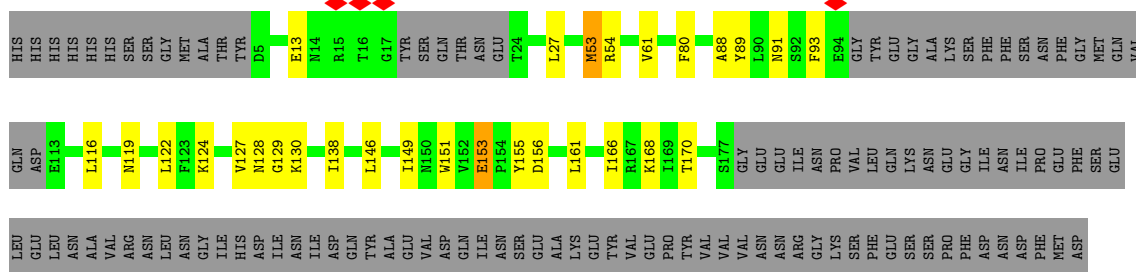 HIS HIS HIS HIS HIS HIS SER SER GLN MET ALA THR TYR D5 E13 N14 R15 T16 G17 TYR SER GLN THR ASN GLU T24 L27 M53 R54 V61 F80 A88 Y89 L90 N91 S92 F93 E94 GLY TYR GLU GLY ALA LYS SER PHE PHE SER ASN PHE GLY MET GLN VAL
GLN ASP E113 L116 N119 L122 F123 K124 V127 N128 G129 K130 I138 L146 I149 N150 W151 V152 E153 P154 Y155 D156 L161 I166 R167 K168 I169 T170 S177 GLY GLU GLU ILE ASN PRO VAL LEU GLN LYS ASN GLU GLY ILE ASN ILE PRO GLU PHE SER GLU
LEU GLU LEU ASN ALA VAL ARG ASN LEU ASN GLY ILE HIS ASP ILE ASN ILE ASP GLN TYR ALA GLU VAL ASP GLN ILE ASN SER GLU ALA LYS GLU TYR VAL GLU PRO TYR VAL VAL VAL ASN ASN ARG GLY LYS SER PHE GLU SER SER PRO PHE ASP ASN ASP PHE MET ASP